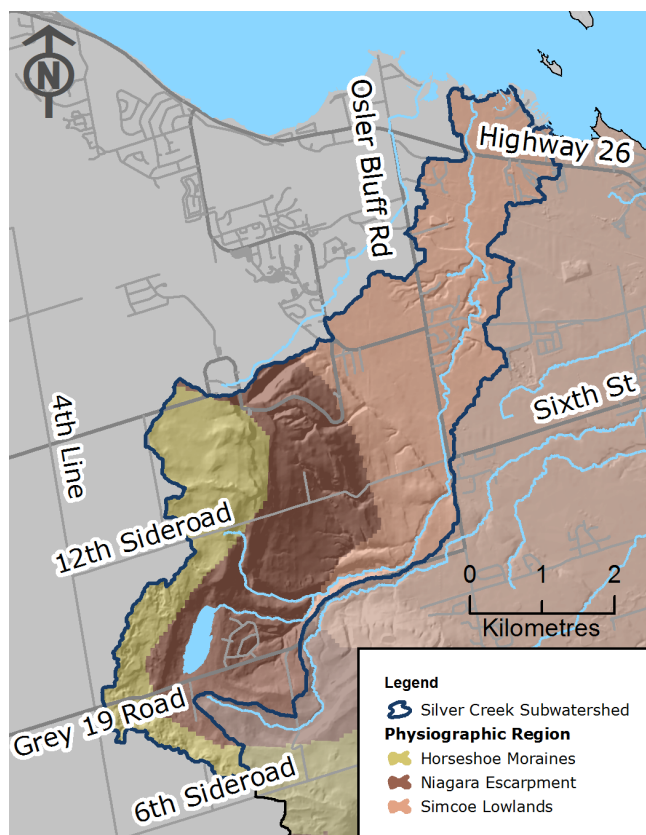 N
Osler Bluff Rd
Highway 26
Sixth St
4th Line
12th Sideroad
0 1 2
Kilometres
Grey 19 Road
6th Sideroad
Legend
Silver Creek Subwatershed
Physiographic Region
Horseshoe Moraines
Niagara Escarpment
Simcoe Lowlands